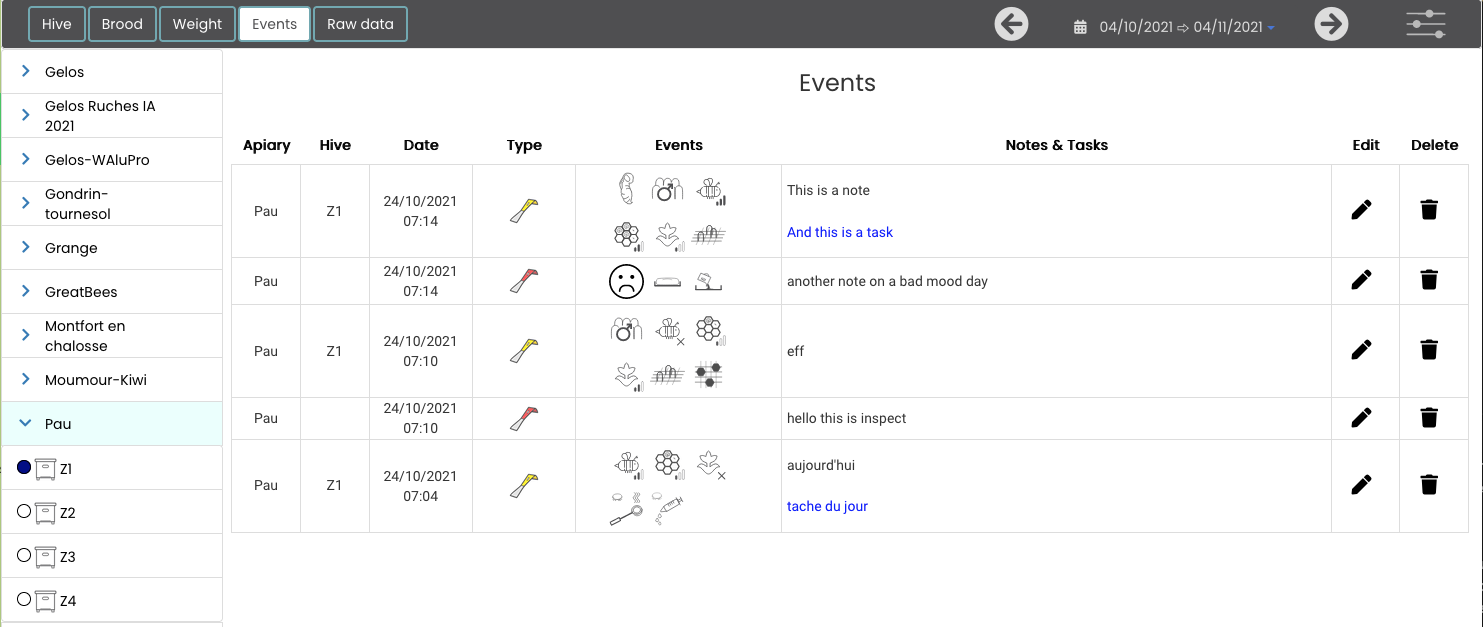 Hive Brood Weight Events Raw data 04/10/2021 ⇨ 04/11/2021
Gelos
Gelos Ruches IA
2021
Gelos-WAluPro
Gondrin-
tournesol
Grange
GreatBees
Montfort en
chalosse
Moumour-Kiwi
Pau
Z1
Z2
Z3
Z4
Events
Apiary Hive Date Type Events Notes & Tasks Edit Delete
Pau Z1 24/10/2021
07:14
This is a note
And this is a task
Pau 24/10/2021
07:14
another note on a bad mood day
Pau Z1 24/10/2021
07:10
eff
Pau 24/10/2021
07:10
hello this is inspect
Pau Z1 24/10/2021
07:04
aujourd'hui
tache du jour